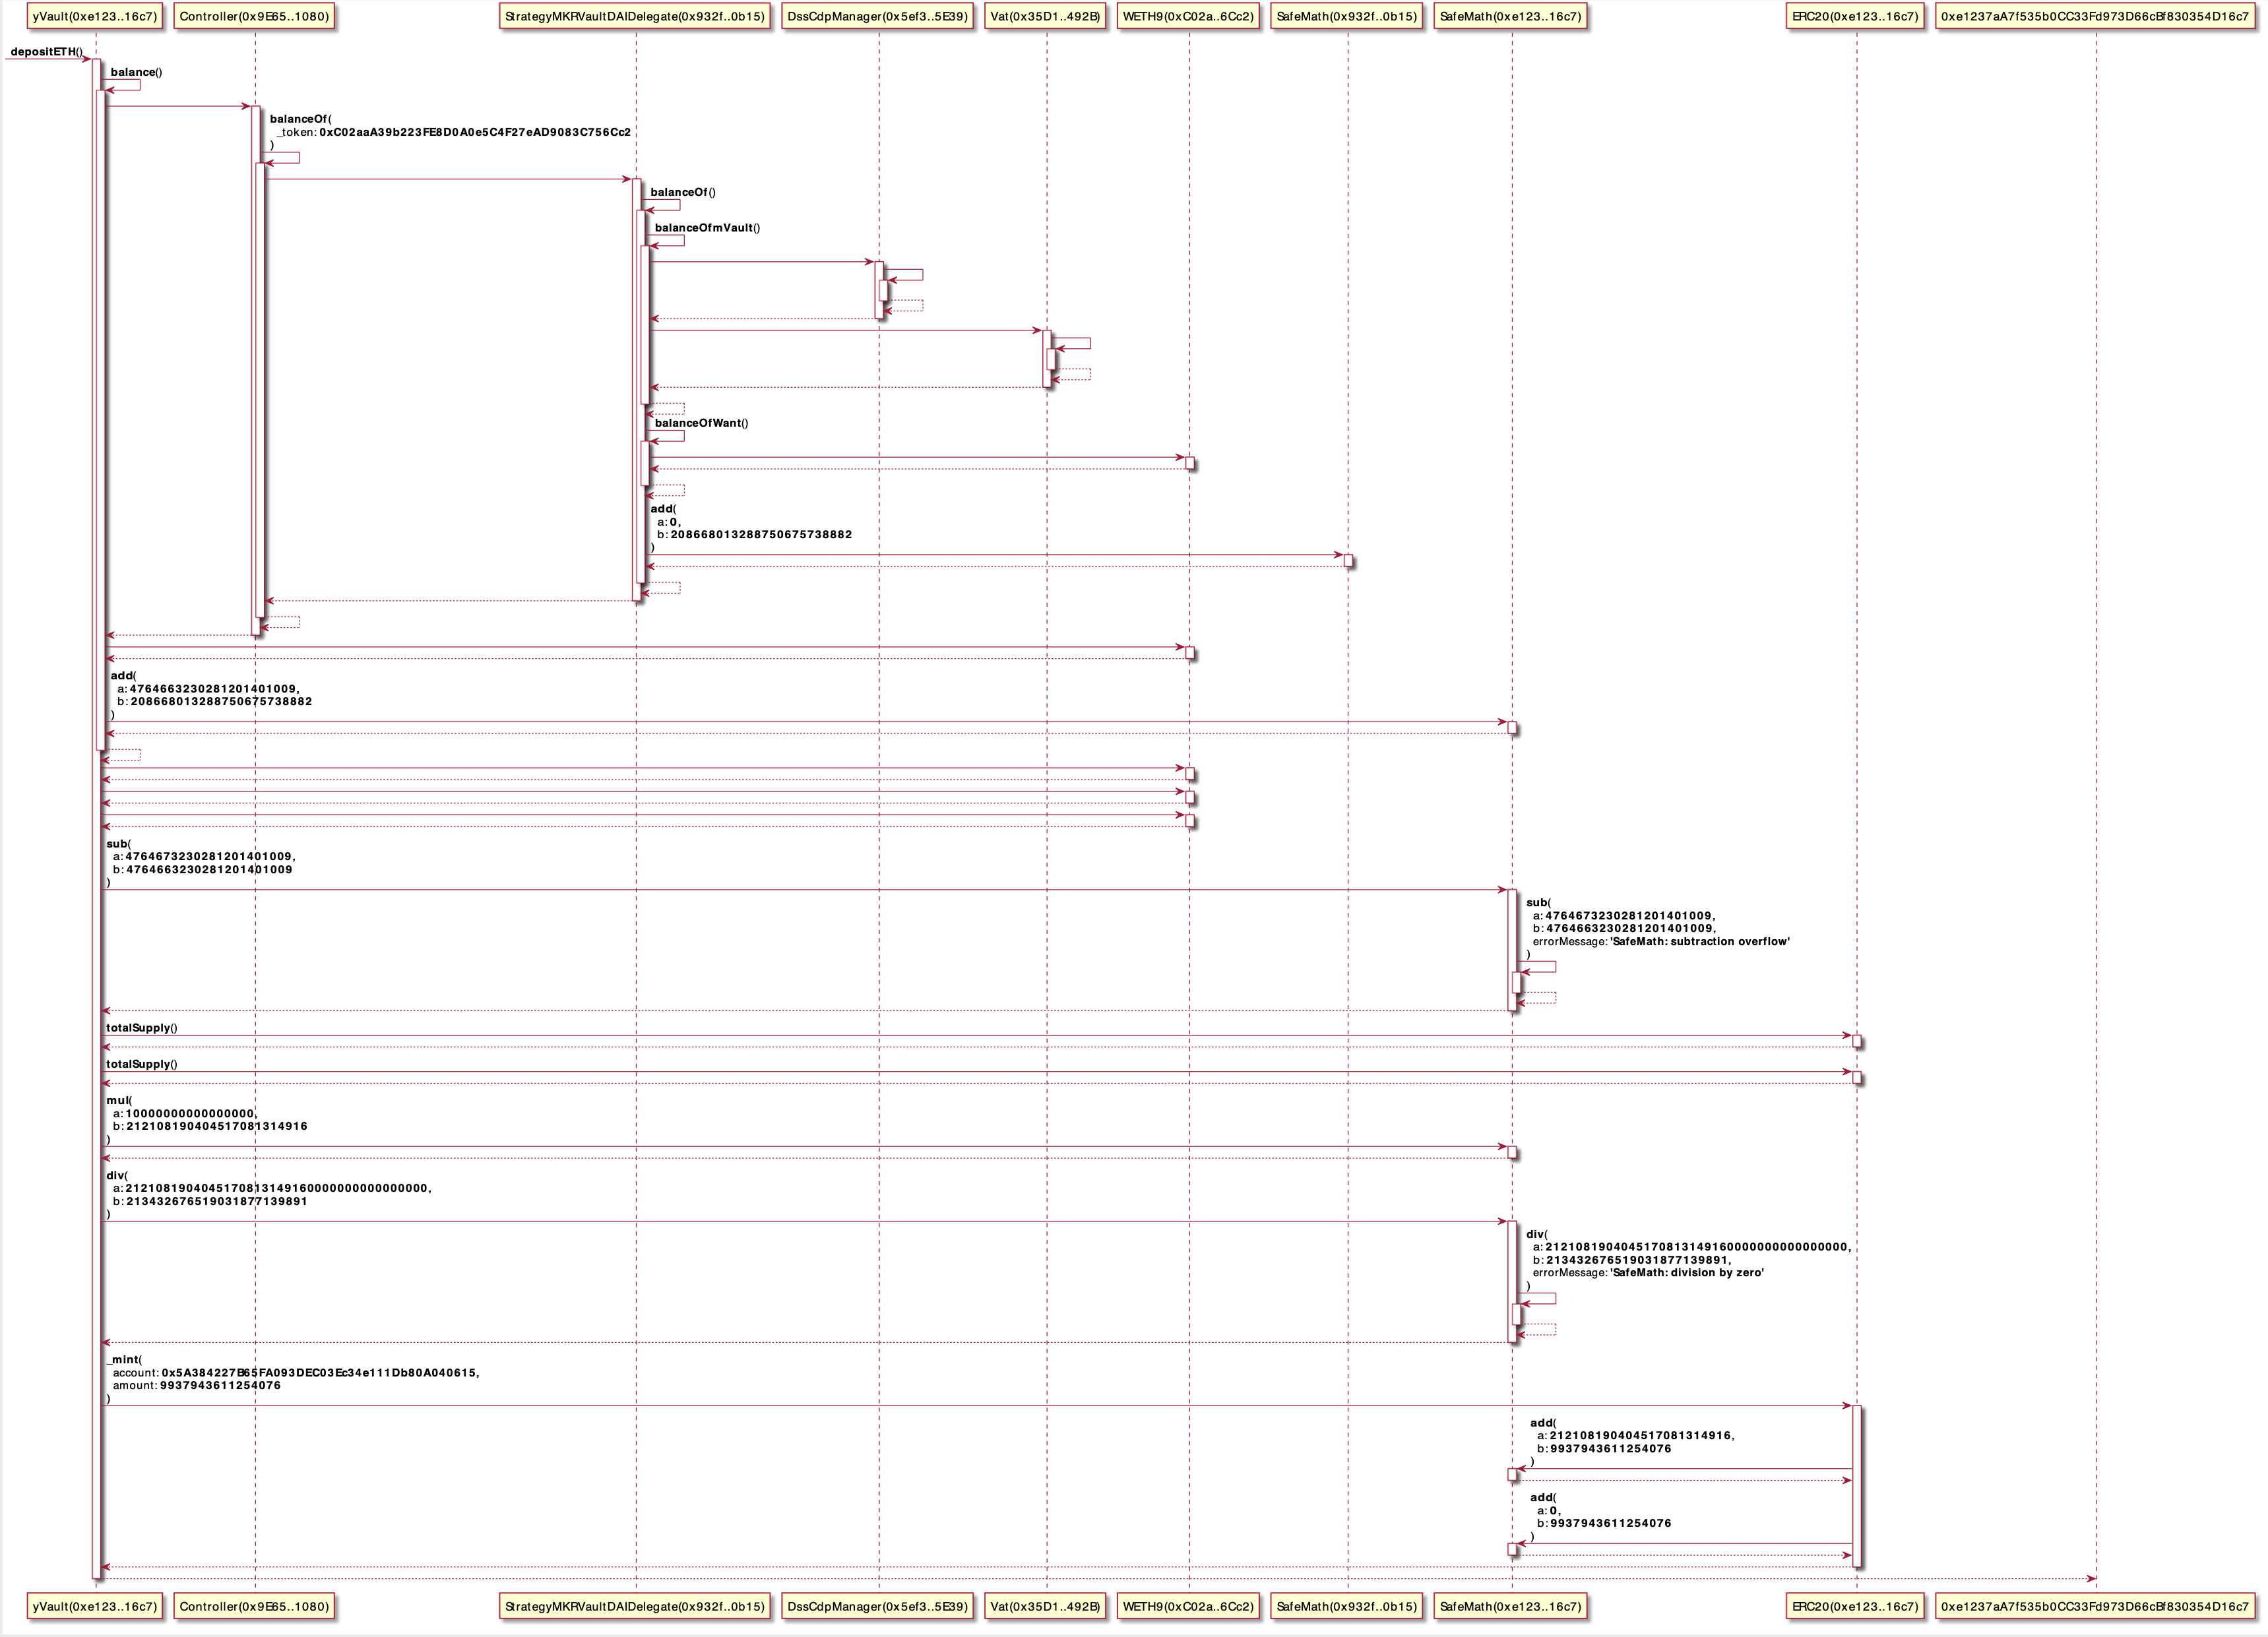 yVault(0xe123..16c7)
Controller(0x9E65..1080)
StrategyMKRVaultDAIDelegate(0x932f..0b15)
DssCdpManager(0x5ef3..5E39)
Vat(0x35D1..492B)
WETH9(0xC02a..6Cc2)
SafeMath(0x932f..0b15)
SafeMath(0xe123..16c7)
ERC20(0xe123..16c7)
0xe1237aA7f535b0CC33Fd973D66cBf830354D16c7
depositETH()
balance()
balanceOf(
_token: 0xC02aaA39b223FE8D0A0e5C4F27eAD9083C756Cc2
)
balanceOf()
balanceOfmVault()
balanceOfWant()
add(
a: 0,
b: 208668013288750675738882
)
add(
a: 4764663230281201401009,
b: 208668013288750675738882
)
sub(
a: 4764673230281201401009,
b: 4764663230281201401009
)
sub(
a: 4764673230281201401009,
b: 4764663230281201401009,
errorMessage: 'SafeMath: subtraction overflow'
)
totalSupply()
totalSupply()
mul(
a: 10000000000000000,
b: 212108190404517081314916
)
div(
a: 2121081904045170813149160000000000000000,
b: 213432676519031877139891
)
div(
a: 2121081904045170813149160000000000000000,
b: 213432676519031877139891,
errorMessage: 'SafeMath: division by zero'
)
_mint(
account: 0x5A384227B65FA093DEC03Ec34e111Db80A040615,
amount: 9937943611254076
)
add(
a: 212108190404517081314916,
b: 9937943611254076
)
add(
a: 0,
b: 9937943611254076
)
yVault(0xe123..16c7)
Controller(0x9E65..1080)
StrategyMKRVaultDAIDelegate(0x932f..0b15)
DssCdpManager(0x5ef3..5E39)
Vat(0x35D1..492B)
WETH9(0xC02a..6Cc2)
SafeMath(0x932f..0b15)
SafeMath(0xe123..16c7)
ERC20(0xe123..16c7)
0xe1237aA7f535b0CC33Fd973D66cBf830354D16c7